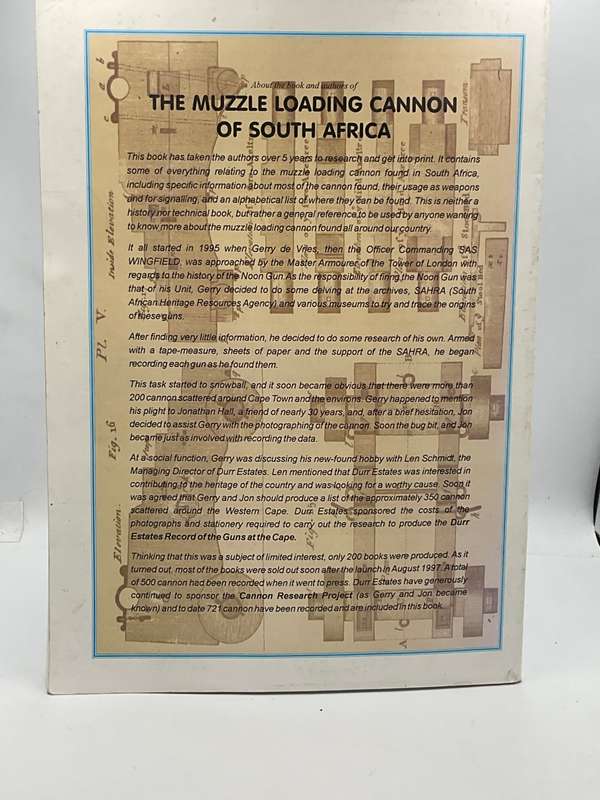 About the book and authors of
THE MUZZLE LOADING CANNON
OF SOUTH AFRICA
This book has taken the authors over 5 years to research and get into print. It contains
some of everything relating to the muzzle loading cannon found in South Africa,
including specific information about most of the cannon found, their usage as weapons
and for signalling, and an alphabetical list of where they can be found. This is neither a
history nor technical book, but rather a general reference to be used by anyone wanting
to know more about the muzzle loading cannon found all around our country.
It all started in 1995 when Gerry de Vries, then the Officer Commanding SAS
WINGFIELD, was approached by the Master Armourer of the Tower of London with
regards to the history of the Noon Gun. As the responsibility of firing the Noon Gun was
that of his Unit, Gerry decided to do some delving at the archives, SAHRA (South
African Heritage Resources Agency) and various museums to try and trace the origins
of these guns.
After finding very little information, he decided to do some research of his own. Armed
with a tape-measure, sheets of paper and the support of the SAHRA, he began
recording each gun as he found them.
This task started to snowball, and it soon became obvious that there were more than
200 cannon scattered around Cape Town and the environs. Gerry happened to mention
his plight to Jonathan Hall, a friend of nearly 30 years, and, after a brief hesitation, Jon
decided to assist Gerry with the photographing of the cannon. Soon the bug bit, and Jon
became just as involved with recording the data.
At a social function, Gerry was discussing his new-found hobby with Len Schmidt, the
Managing Director of Durr Estates. Len mentioned that Durr Estates was interested in
contributing to the heritage of the country and was looking for a worthy cause. Soon it
was agreed that Gerry and Jon should produce a list of the approximately 350 cannon
scattered around the Western Cape. Durr Estates sponsored the costs of the
photographs and stationery required to carry out the research to produce the Durr
Estates Record of the Guns at the Cape.
Thinking that this was a subject of limited interest, only 200 books were produced. As it
turned out, most of the books were sold out soon after the launch in August 1997. A total
of 500 cannon had been recorded when it went to press. Durr Estates have generously
continued to sponsor the Cannon Research Project (as Gerry and Jon became
known) and to date 721 cannon have been recorded and are included in this book.
Inside Elevation
Pl. V.
Fig. 36
Elevation.